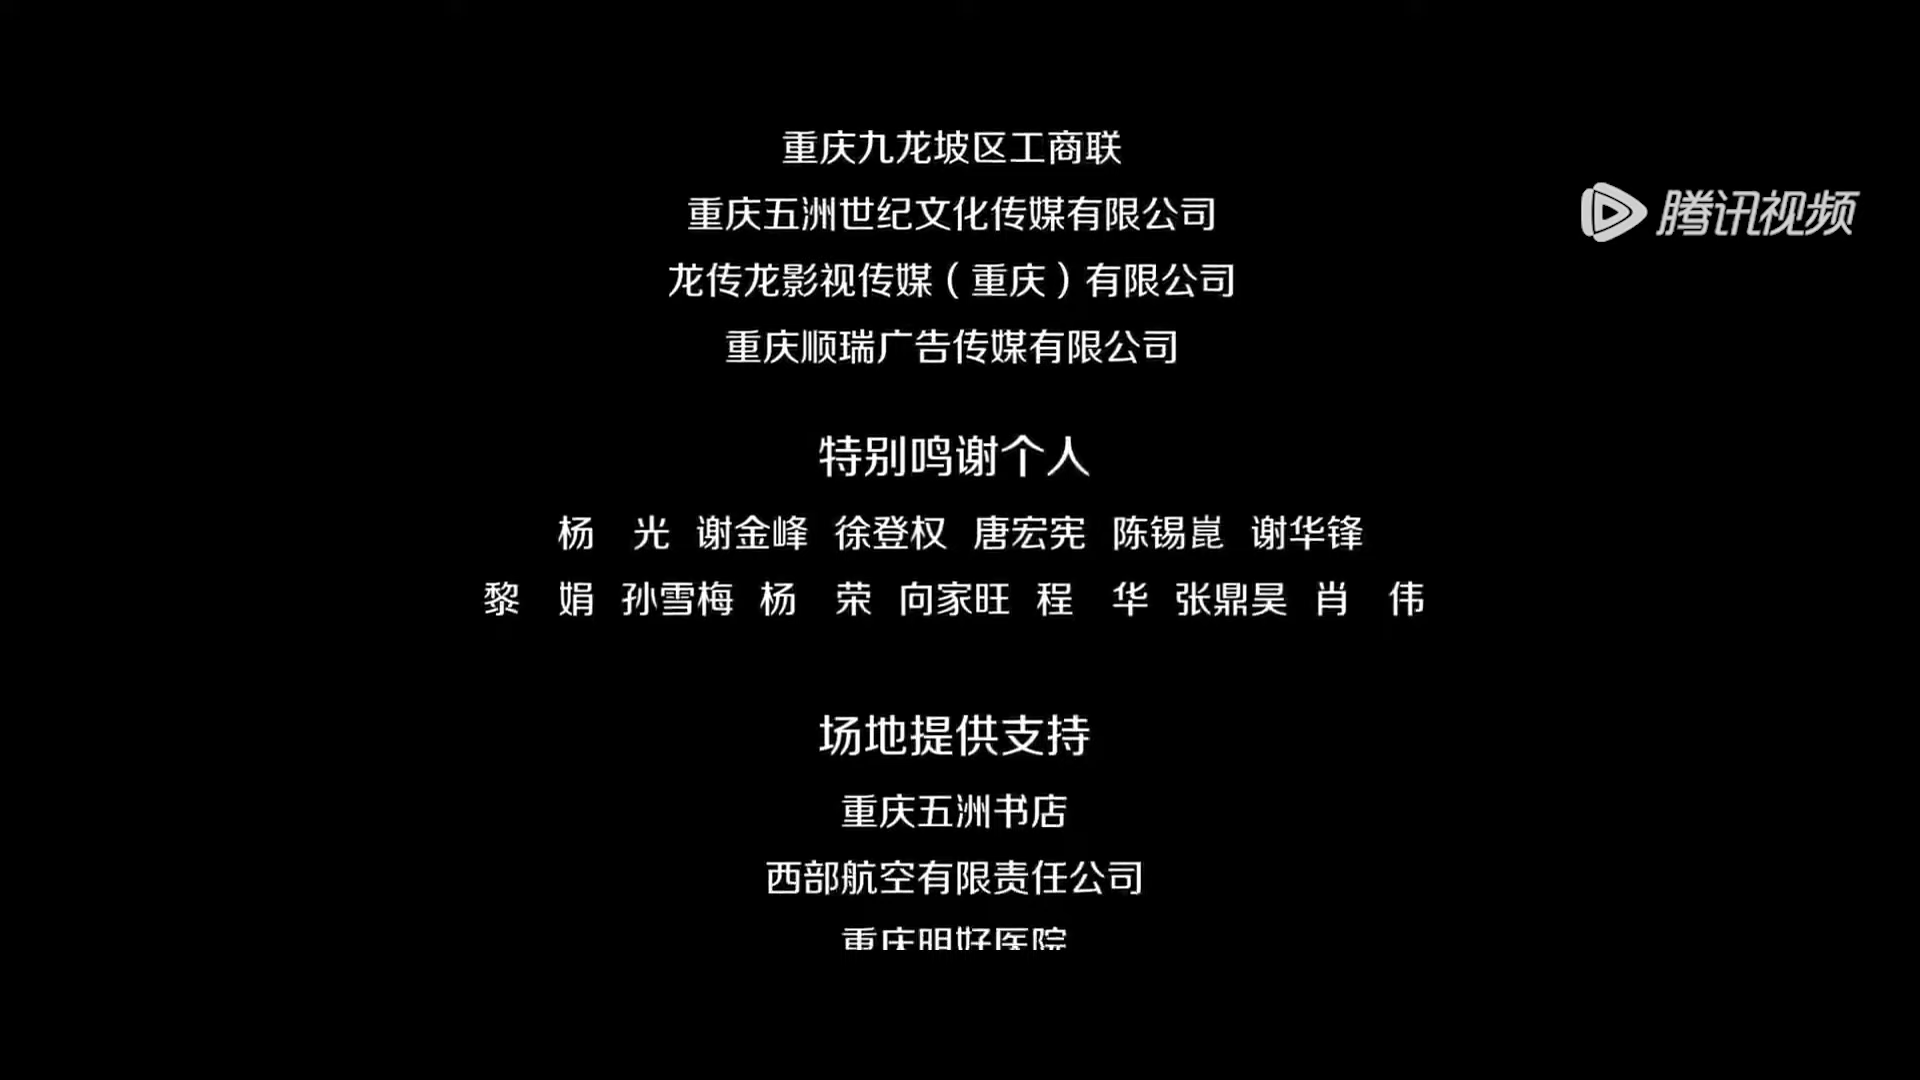 重庆九龙坡区工商联
重庆五洲世纪文化传媒有限公司
腾讯视频
龙传龙影视传媒（重庆）有限公司
重庆顺瑞广告传媒有限公司
特别鸣谢个人
杨　光 谢金峰 徐登权 唐宏宪 陈锡崑 谢华锋
黎　娟 孙雪梅 杨　荣 向家旺 程　华 张鼎昊 肖　伟
场地提供支持
重庆五洲书店
西部航空有限责任公司
重庆明好医院